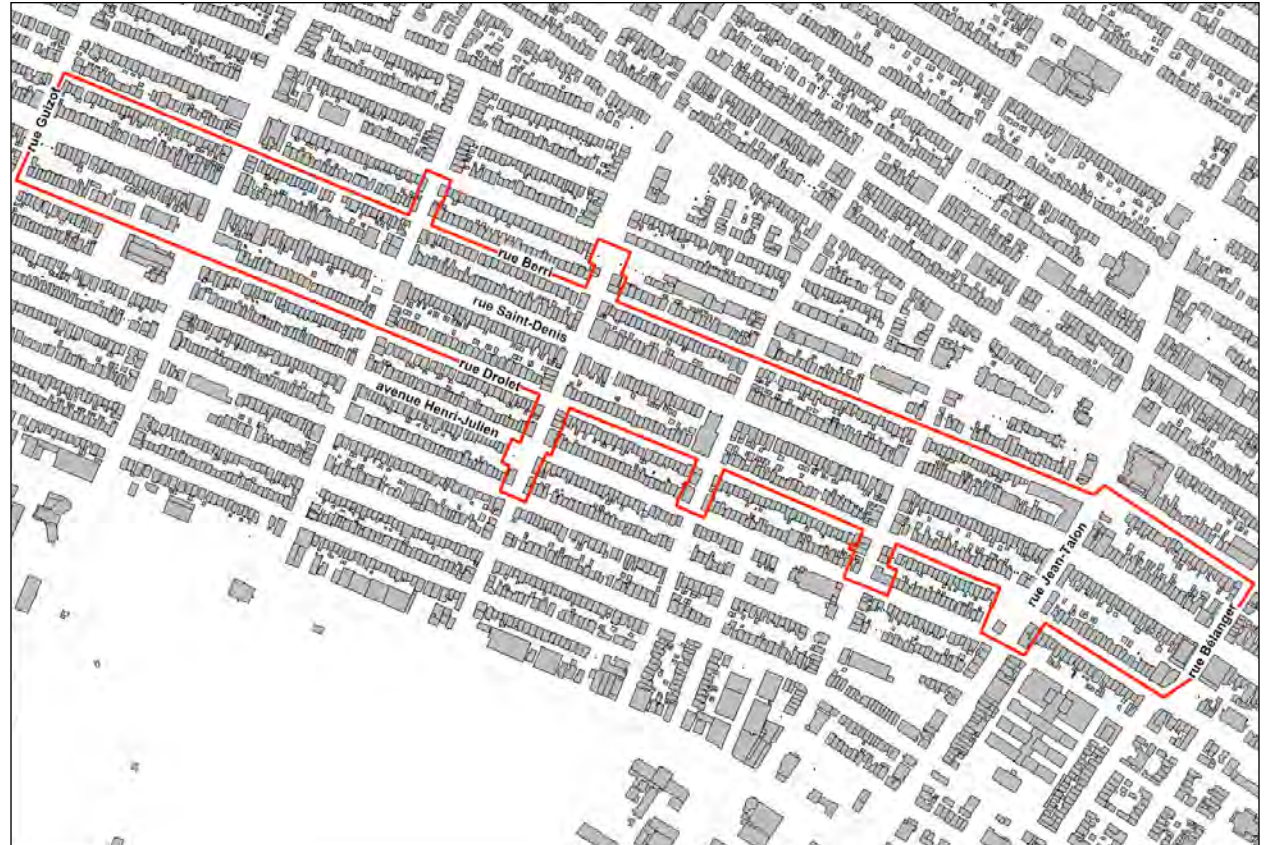 rue Guizot
rue Berri
rue Saint-Denis
rue Drolet
avenue Henri-Julien
rue Jean-Talon
rue Bélanger